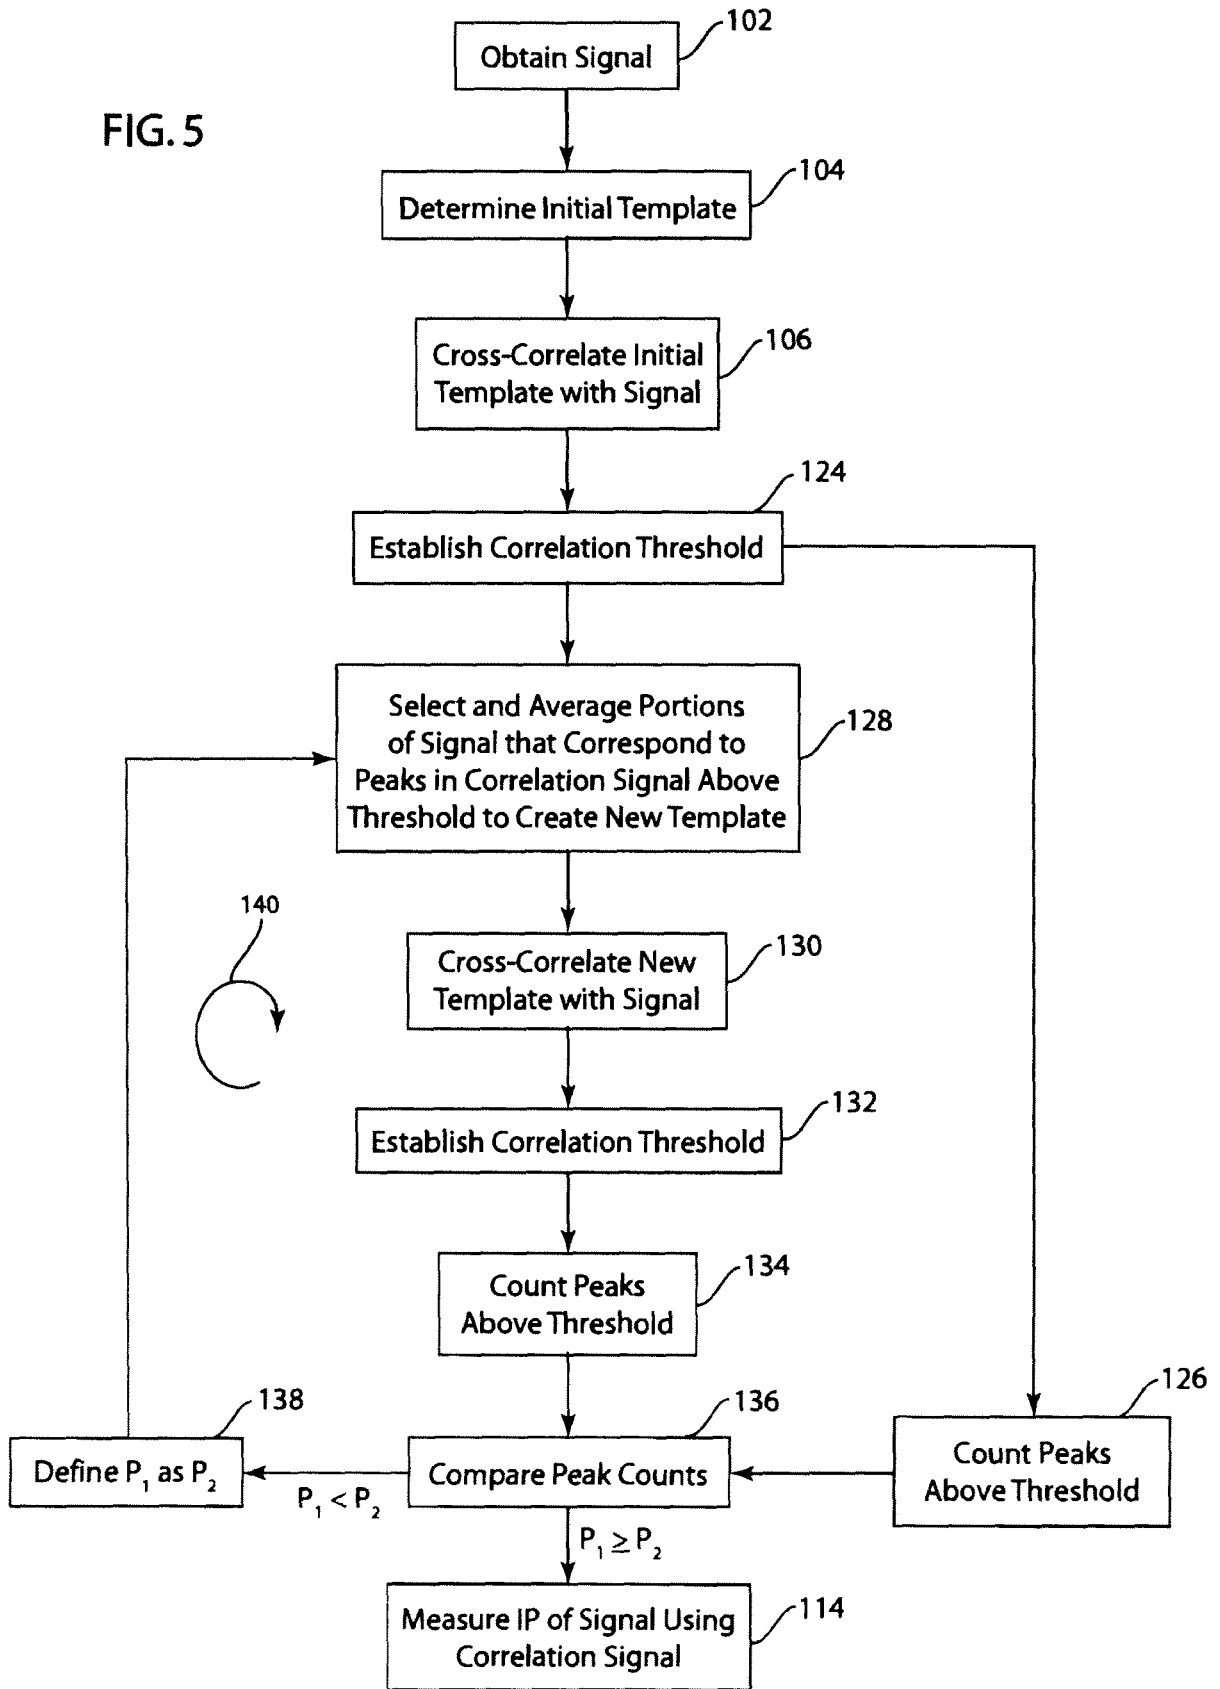 102
Obtain Signal
FIG. 5
104
Determine Initial Template
106
Cross-Correlate Initial
Template with Signal
124
Establish Correlation Threshold
Select and Average Portions
of Signal that Correspond to
Peaks in Correlation Signal Above
Threshold to Create New Template
128
140
130
Cross-Correlate New
Template with Signal
132
Establish Correlation Threshold
134
Count Peaks
Above Threshold
126
Count Peaks
Above Threshold
136
Compare Peak Counts
138
Define P₁ as P₂
P₁ < P₂
P₁ ≥ P₂
114
Measure IP of Signal Using
Correlation Signal